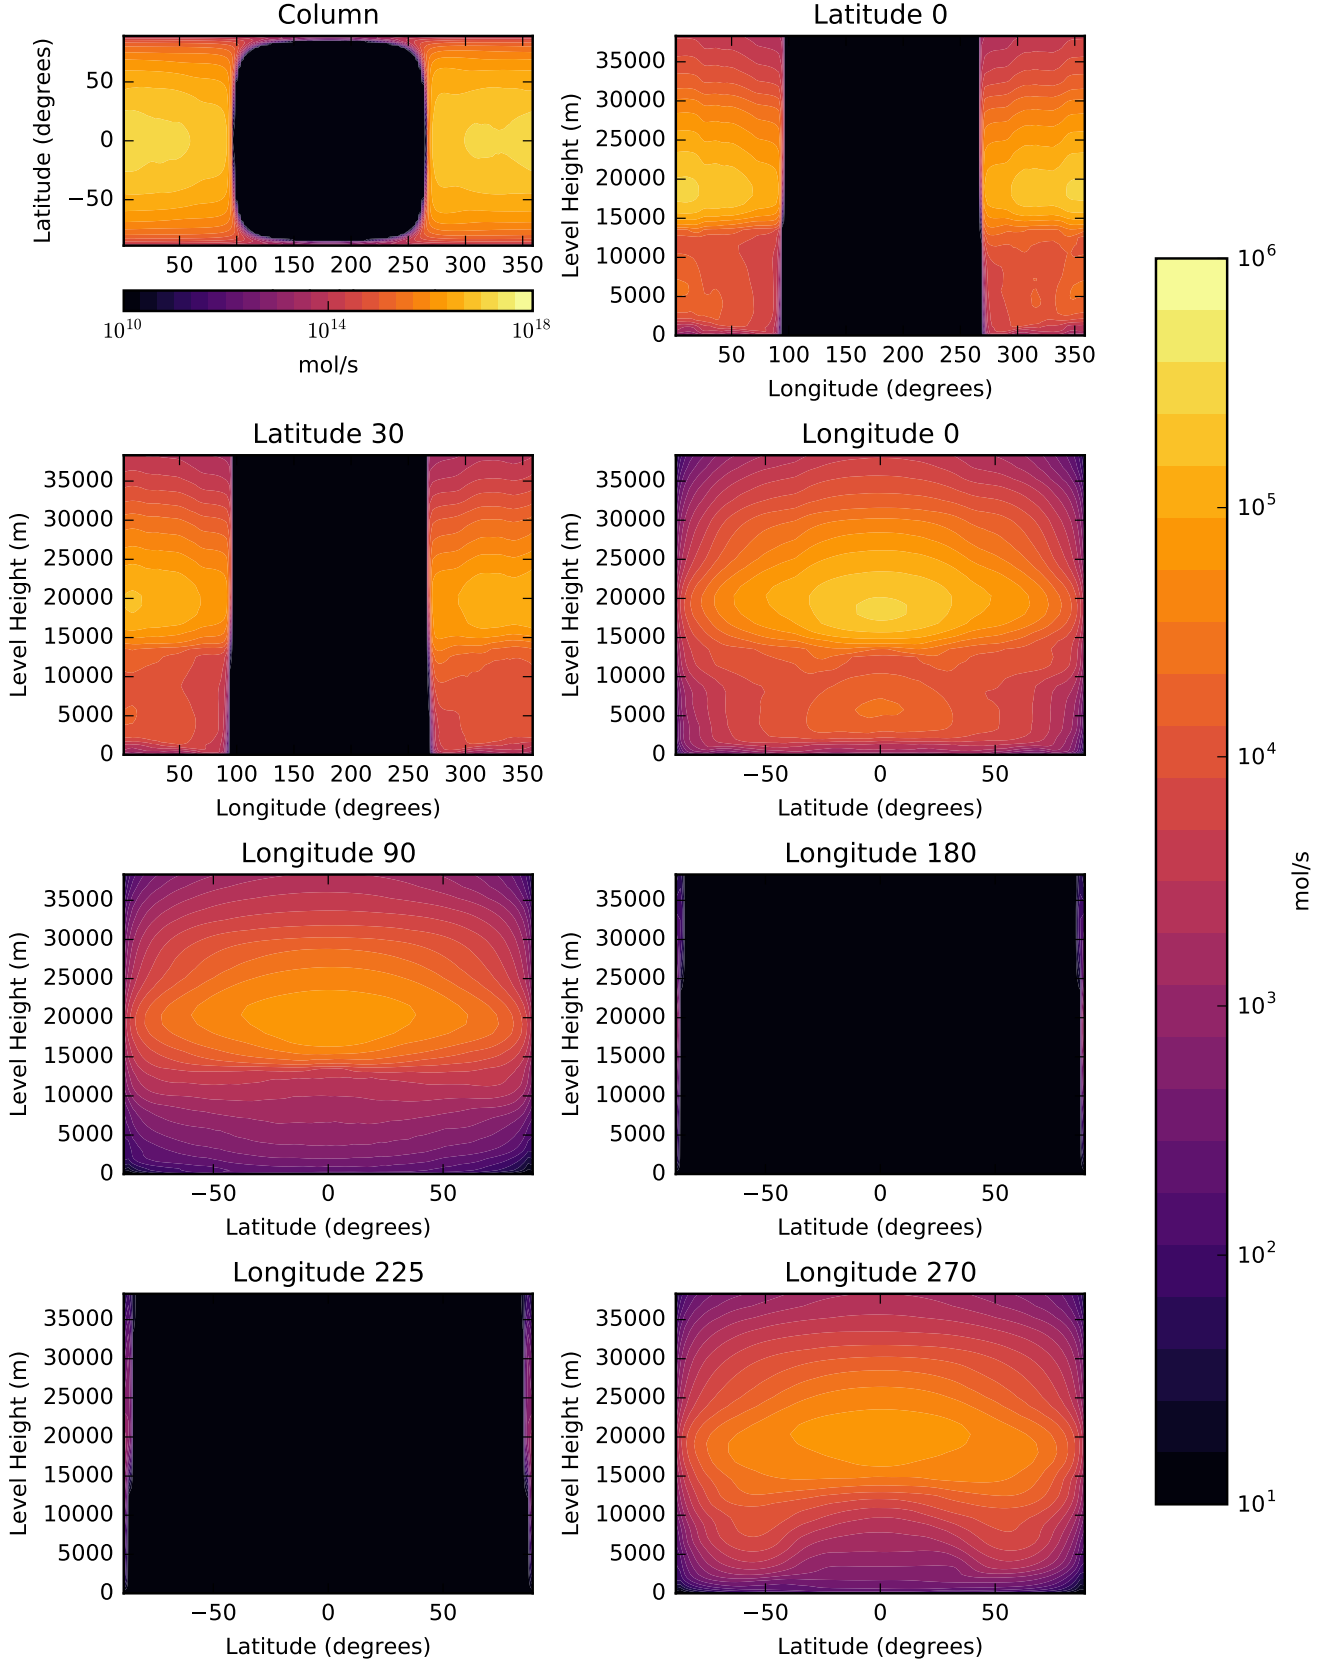 Column
Latitude (degrees)
50
0
−50
50 100 150 200 250 300 350
10^10 10^14 10^18
mol/s
Latitude 0
Level Height (m)
35000
30000
25000
20000
15000
10000
5000
0
50 100 150 200 250 300 350
Longitude (degrees)
Latitude 30
Level Height (m)
35000
30000
25000
20000
15000
10000
5000
0
50 100 150 200 250 300 350
Longitude (degrees)
Longitude 0
Level Height (m)
35000
30000
25000
20000
15000
10000
5000
0
−50 0 50
Latitude (degrees)
Longitude 90
Level Height (m)
35000
30000
25000
20000
15000
10000
5000
0
−50 0 50
Latitude (degrees)
Longitude 180
Level Height (m)
35000
30000
25000
20000
15000
10000
5000
0
−50 0 50
Latitude (degrees)
Longitude 225
Level Height (m)
35000
30000
25000
20000
15000
10000
5000
0
−50 0 50
Latitude (degrees)
Longitude 270
Level Height (m)
35000
30000
25000
20000
15000
10000
5000
0
−50 0 50
Latitude (degrees)
10^6
10^5
10^4
10^3
10^2
10^1
mol/s